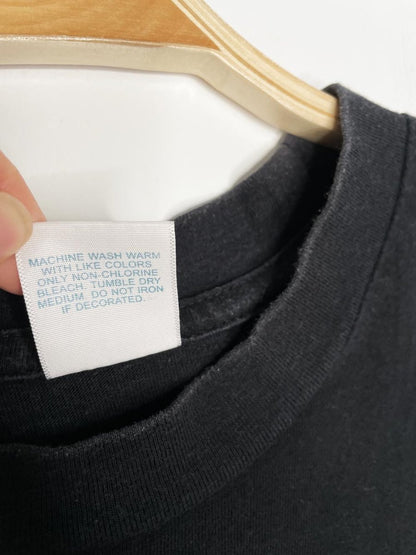 MACHINE WASH WARM
WITH LIKE COLORS
ONLY NON-CHLORINE
BLEACH. TUMBLE DRY
MEDIUM. DO NOT IRON
IF DECORATED.